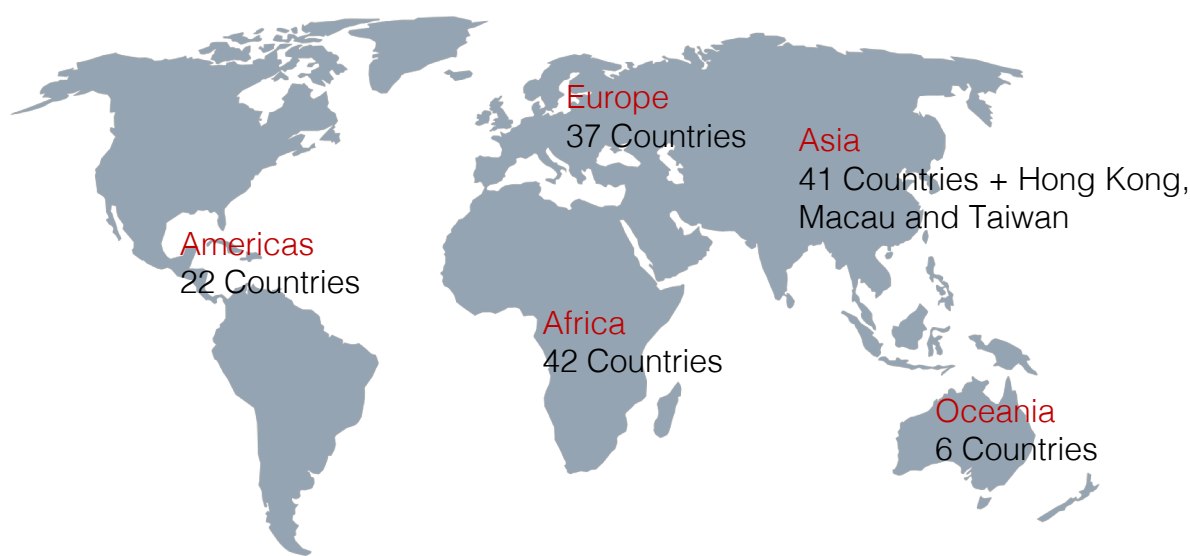 Europe
37 Countries
Asia
41 Countries + Hong Kong,
Macau and Taiwan
Americas
22 Countries
Africa
42 Countries
Oceania
6 Countries